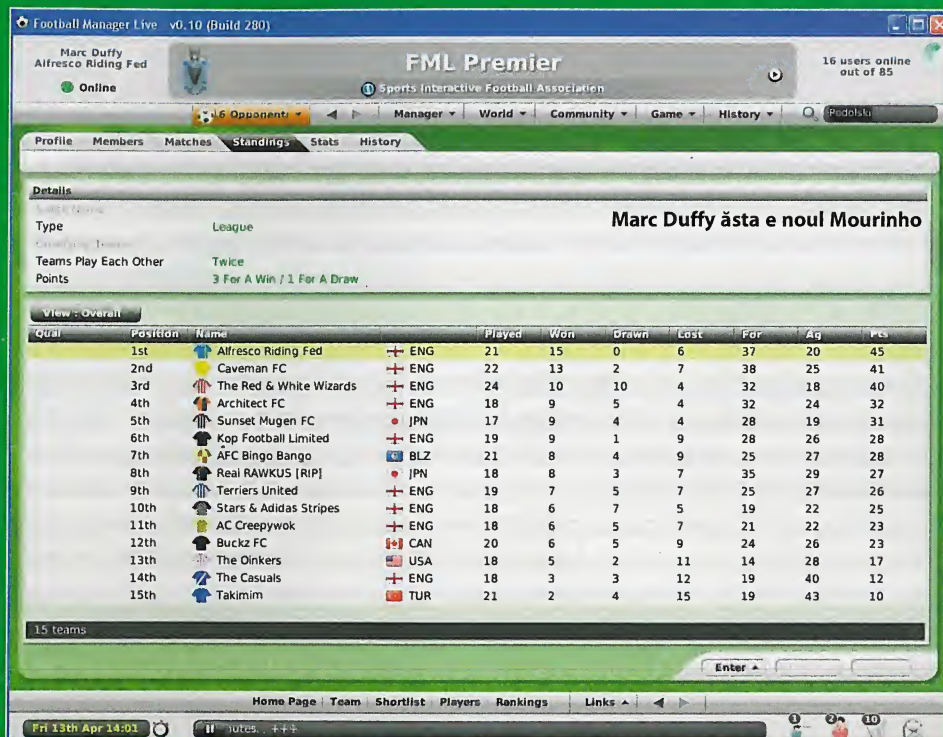 Football Manager Live v0.10 (Build 280)
Marc Duffy
Alfresco Riding Fed
Online
FML Premier
Sports Interactive Football Association
16 users online
out of 85
6 Opponents Manager World Community Game History Podolski
Profile Members Matches Standings Stats History
Details
Marc Duffy ăsta e noul Mourinho
Type League
Teams Play Each Other Twice
Points 3 For A Win / 1 For A Draw
View : Overall
Qual Position Name Played Won Drawn Lost For Ag Pts
1st Alfresco Riding Fed ENG 21 15 0 6 37 20 45
2nd Caveman FC ENG 22 13 2 7 38 25 41
3rd The Red & White Wizards ENG 24 10 10 4 32 18 40
4th Architect FC ENG 18 9 5 4 32 24 32
5th Sunset Mugen FC JPN 17 9 4 4 28 19 31
6th Kop Football Limited ENG 19 9 1 9 28 26 28
7th AFC Bingo Bango BLZ 21 8 4 9 25 27 28
8th Real RAWKUS [RIP] JPN 18 8 3 7 35 29 27
9th Terriers United ENG 19 7 5 7 25 27 26
10th Stars & Adidas Stripes ENG 18 6 7 5 19 22 25
11th AC Creepywok ENG 18 6 5 7 21 22 23
12th Buckz FC CAN 20 6 5 9 24 26 23
13th The Oinkers USA 18 5 2 11 14 28 17
14th The Casuals ENG 18 3 3 12 19 40 12
15th Takimim TUR 21 2 4 15 19 43 10
15 teams
Enter
Home Page Team Shortlist Players Rankings Links
1 2 10
Fri 13th Apr 14:01 utes. , +++